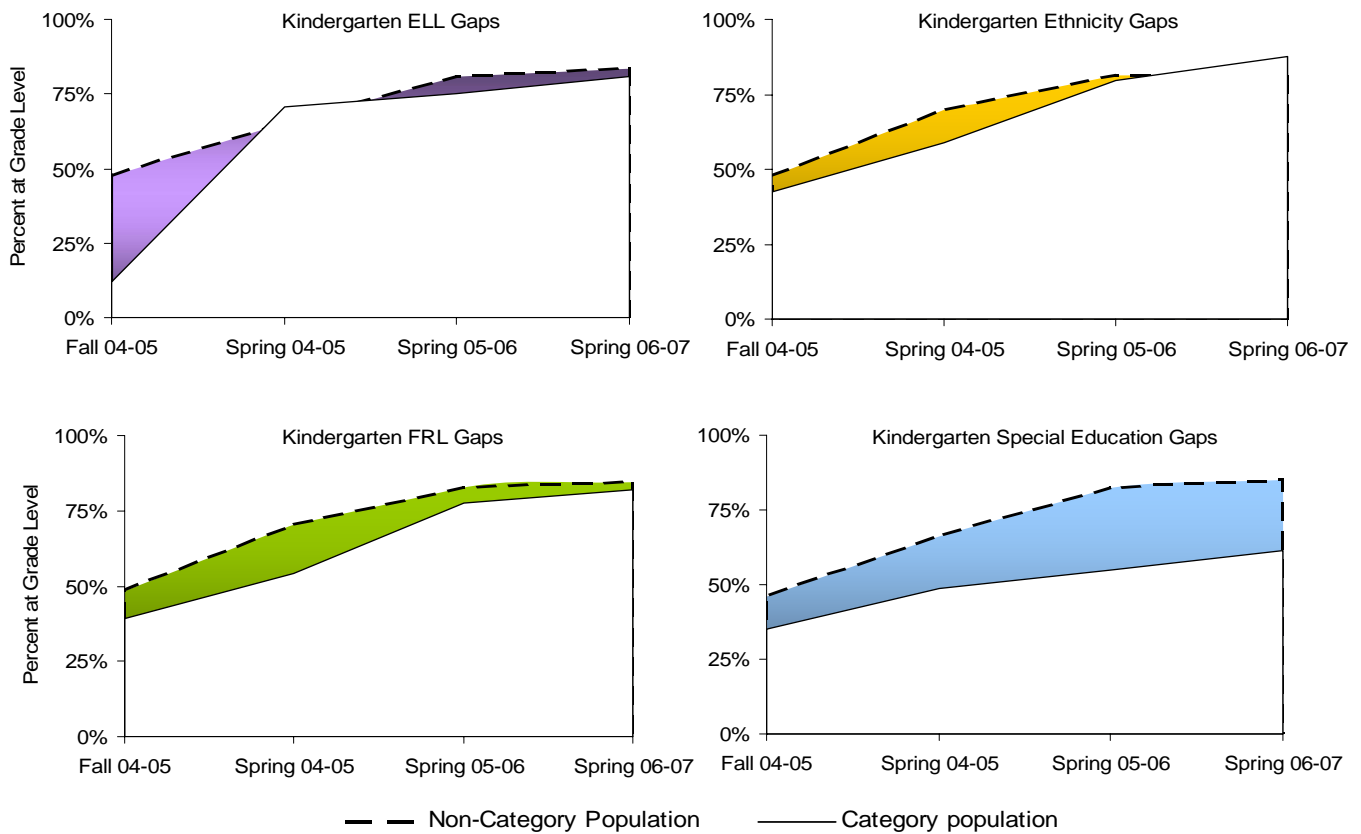 Kindergarten ELL Gaps
Percent at Grade Level
100%
75%
50%
25%
0%
Fall 04-05 Spring 04-05 Spring 05-06 Spring 06-07
Kindergarten Ethnicity Gaps
100%
75%
50%
25%
0%
Fall 04-05 Spring 04-05 Spring 05-06 Spring 06-07
Kindergarten FRL Gaps
Percent at Grade Level
100%
75%
50%
25%
0%
Fall 04-05 Spring 04-05 Spring 05-06 Spring 06-07
Kindergarten Special Education Gaps
100%
75%
50%
25%
0%
Fall 04-05 Spring 04-05 Spring 05-06 Spring 06-07
Non-Category Population Category population